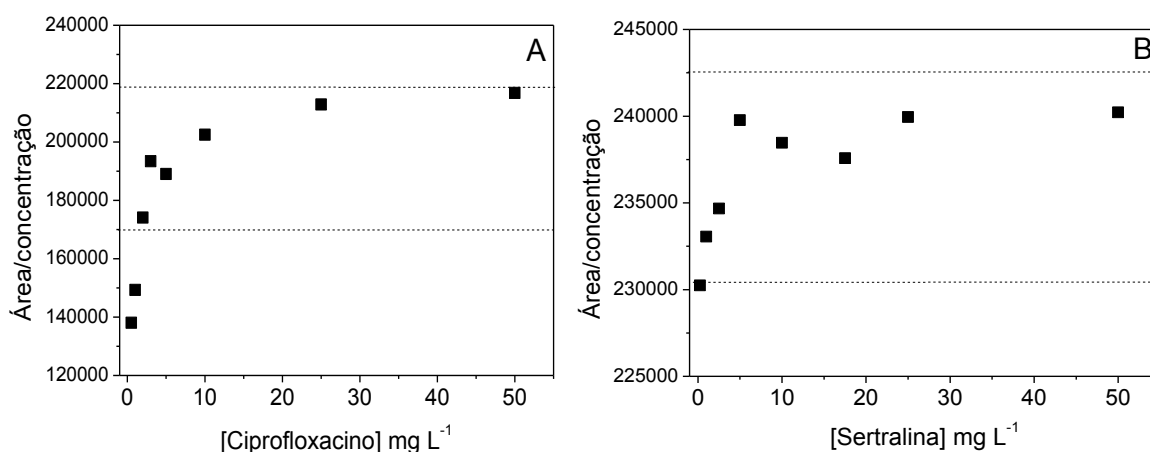 A
Área/concentração
240000
220000
200000
180000
160000
140000
120000
0 10 20 30 40 50
[Ciprofloxacino] mg L⁻¹
B
Área/concentração
245000
240000
235000
230000
225000
0 10 20 30 40 50
[Sertralina] mg L⁻¹